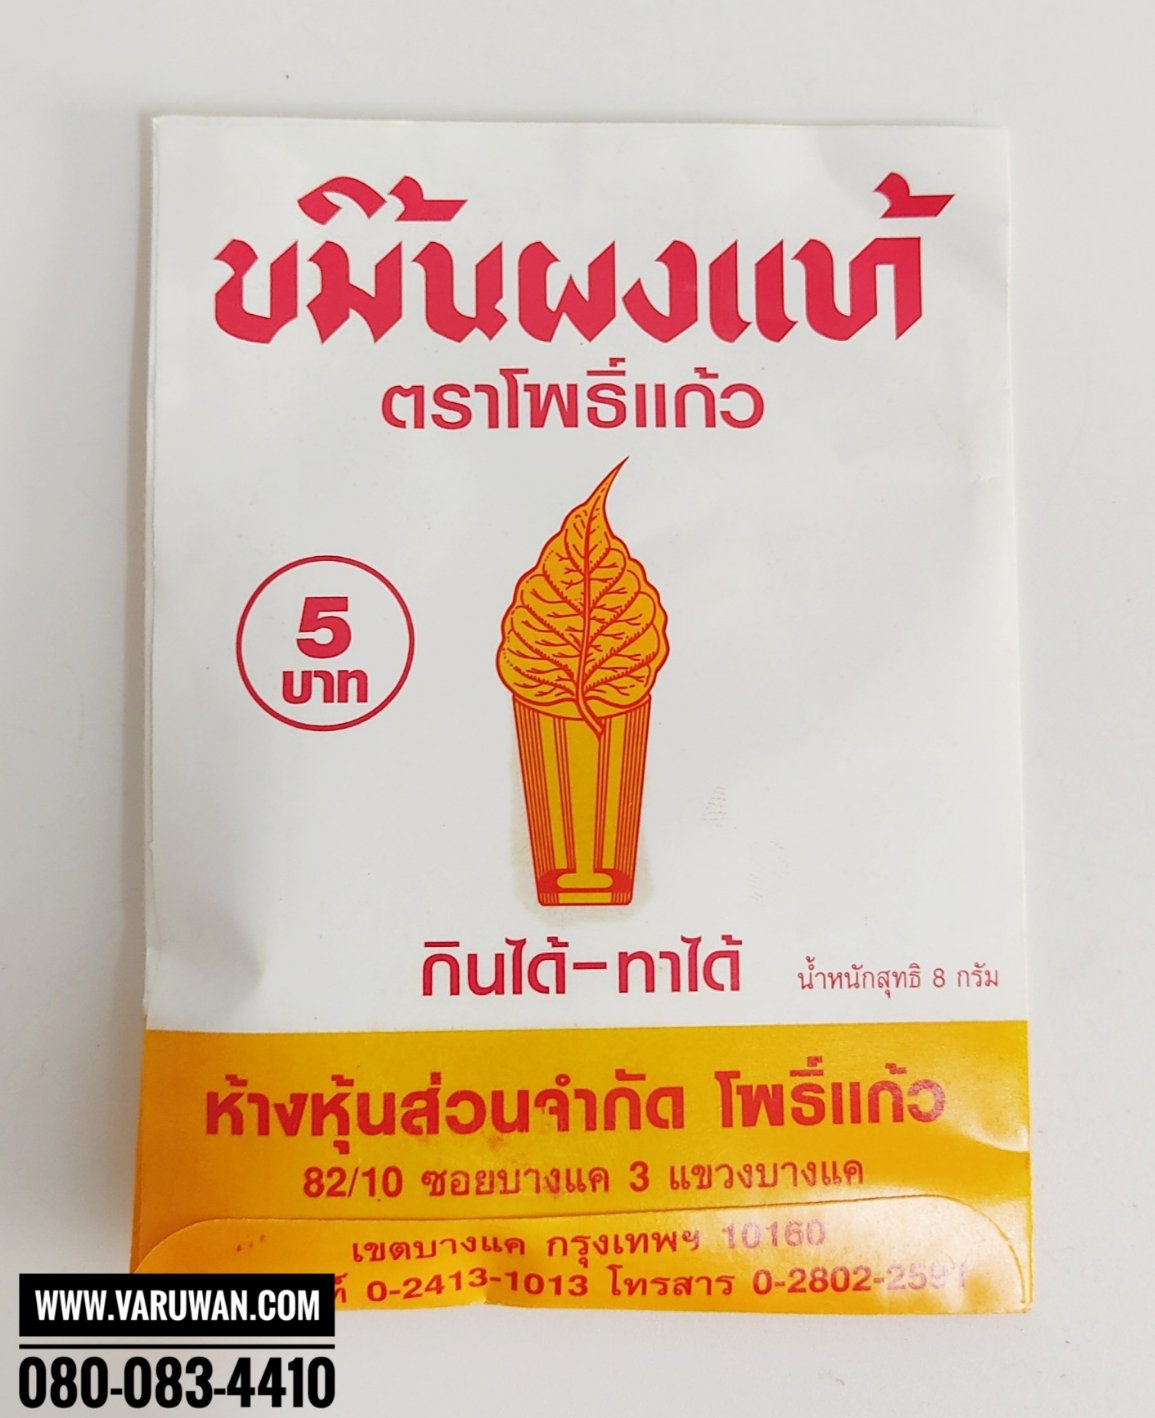 ขมิ้นผงแท้
ตราโพธิ์แก้ว
5
บาท
กินได้-ทาได้
น้ำหนักสุทธิ 8 กรัม
ห้างหุ้นส่วนจำกัด โพธิ์แก้ว
82/10 ซอยบางแค 3 แขวงบางแค
เขตบางแค กรุงเทพฯ 10160
0-2413-1013 โทรสาร 0-2802-2591
WWW.VARUWAN.COM
080-083-4410